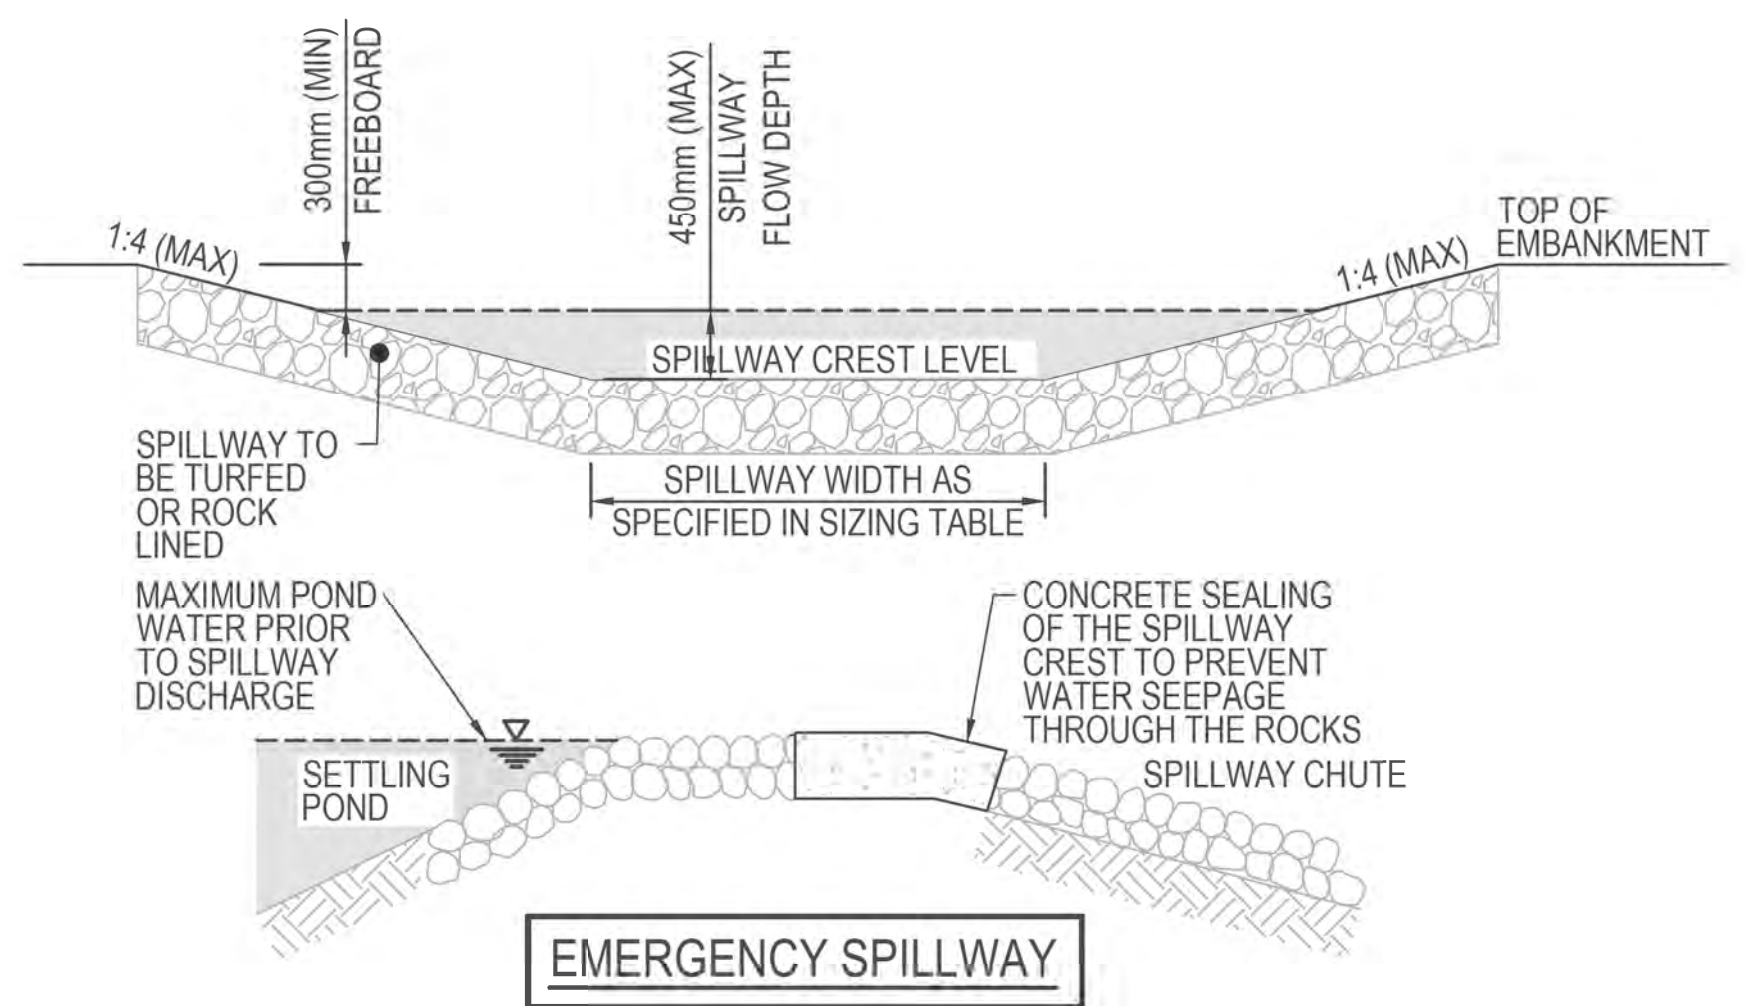 300mm (MIN)
FREEBOARD
450mm (MAX)
SPILLWAY
FLOW DEPTH
1:4 (MAX)
1:4 (MAX)
TOP OF
EMBANKMENT
SPILLWAY CREST LEVEL
SPILLWAY TO
BE TURFED
OR ROCK
LINED
SPILLWAY WIDTH AS
SPECIFIED IN SIZING TABLE
MAXIMUM POND
WATER PRIOR
TO SPILLWAY
DISCHARGE
CONCRETE SEALING
OF THE SPILLWAY
CREST TO PREVENT
WATER SEEPAGE
THROUGH THE ROCKS
SETTLING
POND
SPILLWAY CHUTE
EMERGENCY SPILLWAY